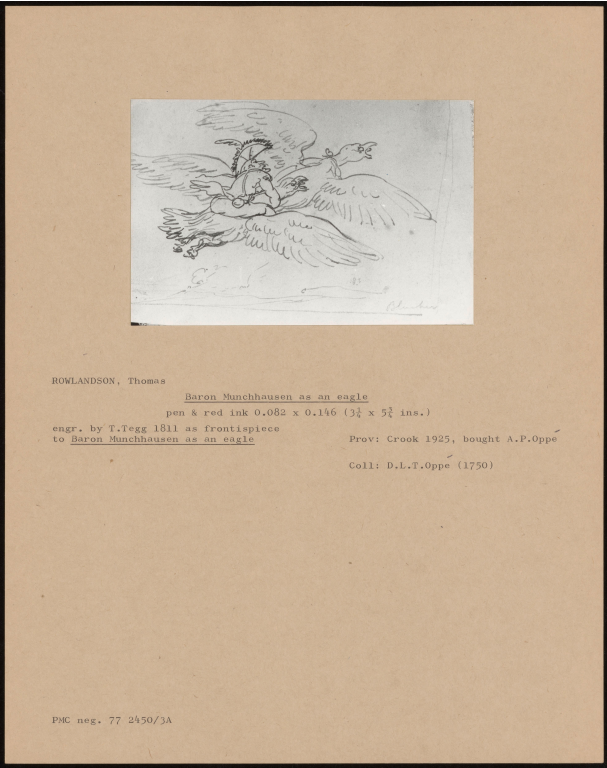 ROWLANDSON, Thomas
Baron Munchhausen as an eagle
pen & red ink 0.082 x 0.146 (3¼ x 5¾ ins.)
engr. by T.Tegg 1811 as frontispiece
to Baron Munchhausen as an eagle
Prov: Crook 1925, bought A.P.Oppé
Coll: D.L.T.Oppé (1750)
PMC neg. 77 2450/3A